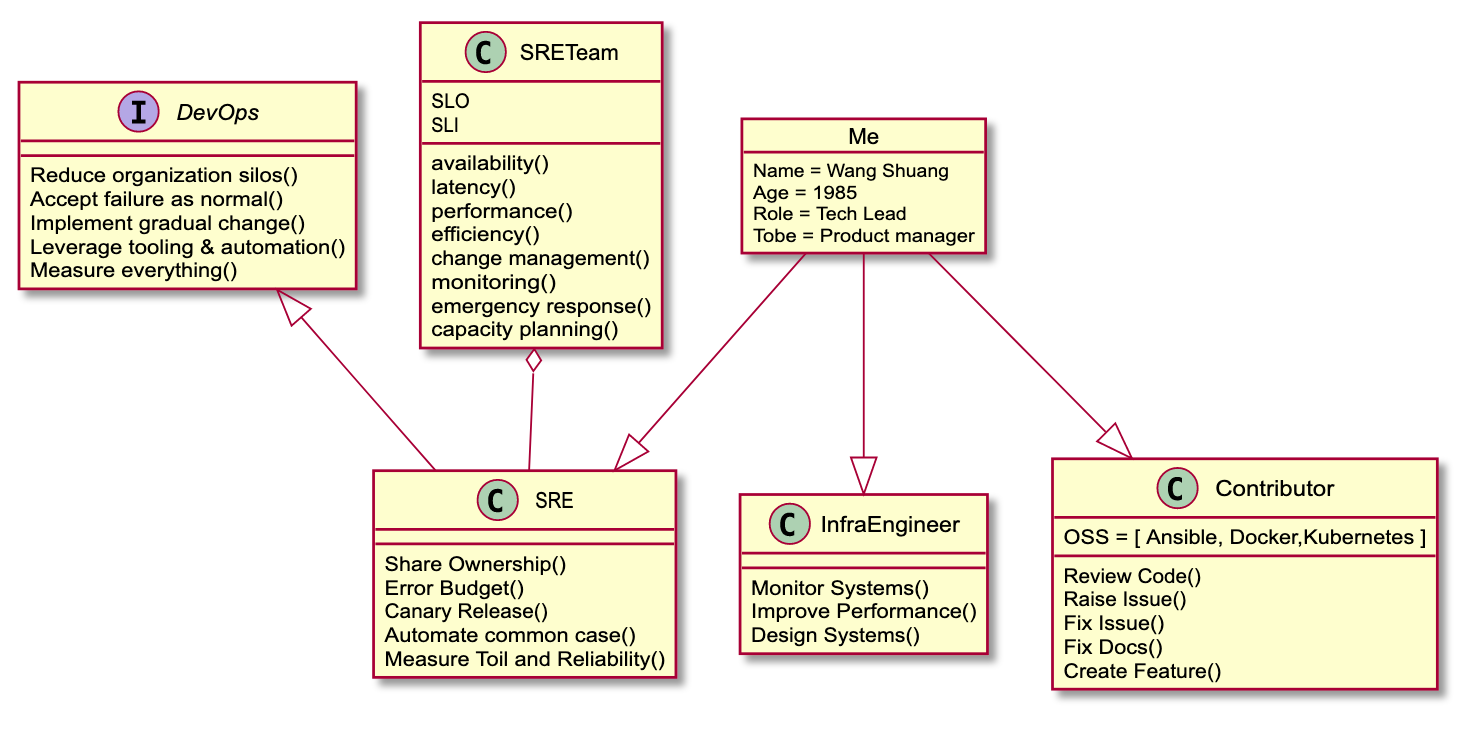 I DevOps
Reduce organization silos()
Accept failure as normal()
Implement gradual change()
Leverage tooling & automation()
Measure everything()
C SRETeam
SLO
SLI
availability()
latency()
performance()
efficiency()
change management()
monitoring()
emergency response()
capacity planning()
Me
Name = Wang Shuang
Age = 1985
Role = Tech Lead
Tobe = Product manager
C SRE
Share Ownership()
Error Budget()
Canary Release()
Automate common case()
Measure Toil and Reliability()
C InfraEngineer
Monitor Systems()
Improve Performance()
Design Systems()
C Contributor
OSS = [ Ansible, Docker,Kubernetes ]
Review Code()
Raise Issue()
Fix Issue()
Fix Docs()
Create Feature()